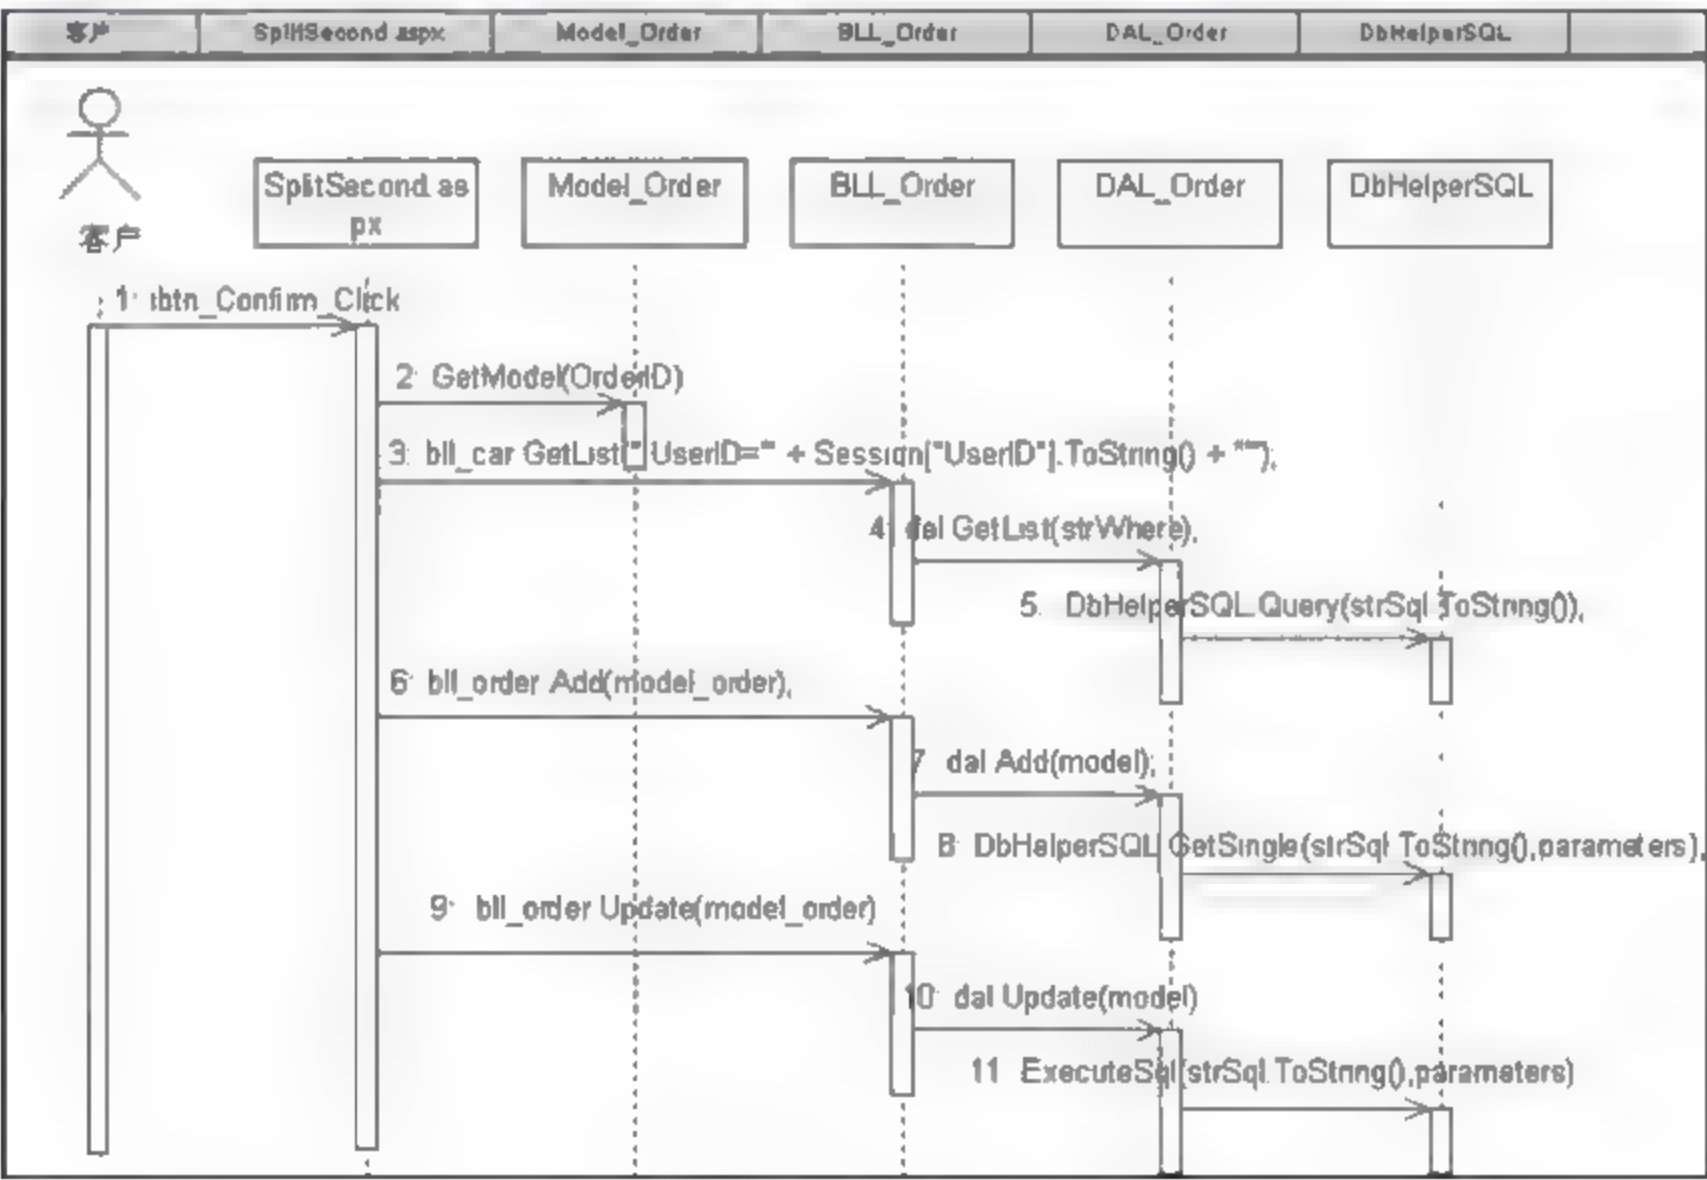 客户 SplitSecond.aspx Model_Order BLL_Order DAL_Order DbHelperSQL
SplitSecond.as
px
Model_Order
BLL_Order
DAL_Order
DbHelperSQL
客户
1: ibtn_Confirm_Click
2: GetModel(OrderID)
3: bll_car.GetList(" UserID='" + Session["UserID"].ToString() + "'");
4: dal.GetList(strWhere);
5: DbHelperSQL.Query(strSql.ToString());
6: bll_order.Add(model_order);
7: dal.Add(model);
8: DbHelperSQL.GetSingle(strSql.ToString(),parameters);
9: bll_order.Update(model_order)
10: dal.Update(model)
11: ExecuteSql(strSql.ToString(),parameters)